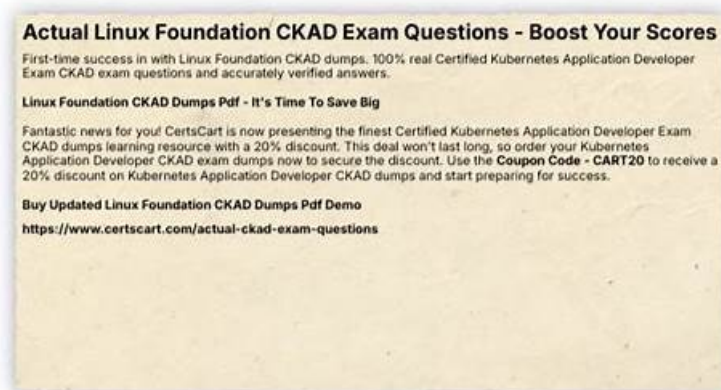 Actual Linux Foundation CKAD Exam Questions - Boost Your Scores
First-time success in with Linux Foundation CKAD dumps. 100% real Certified Kubernetes Application Developer
Exam CKAD exam questions and accurately verified answers.
Linux Foundation CKAD Dumps Pdf - It's Time To Save Big
Fantastic news for you! CertsCart is now presenting the finest Certified Kubernetes Application Developer Exam
CKAD dumps learning resource with a 20% discount. This deal won't last long, so order your Kubernetes
Application Developer CKAD exam dumps now to secure the discount. Use the Coupon Code - CART20 to receive a
20% discount on Kubernetes Application Developer CKAD dumps and start preparing for success.
Buy Updated Linux Foundation CKAD Dumps Pdf Demo
https://www.certscart.com/actual-ckad-exam-questions